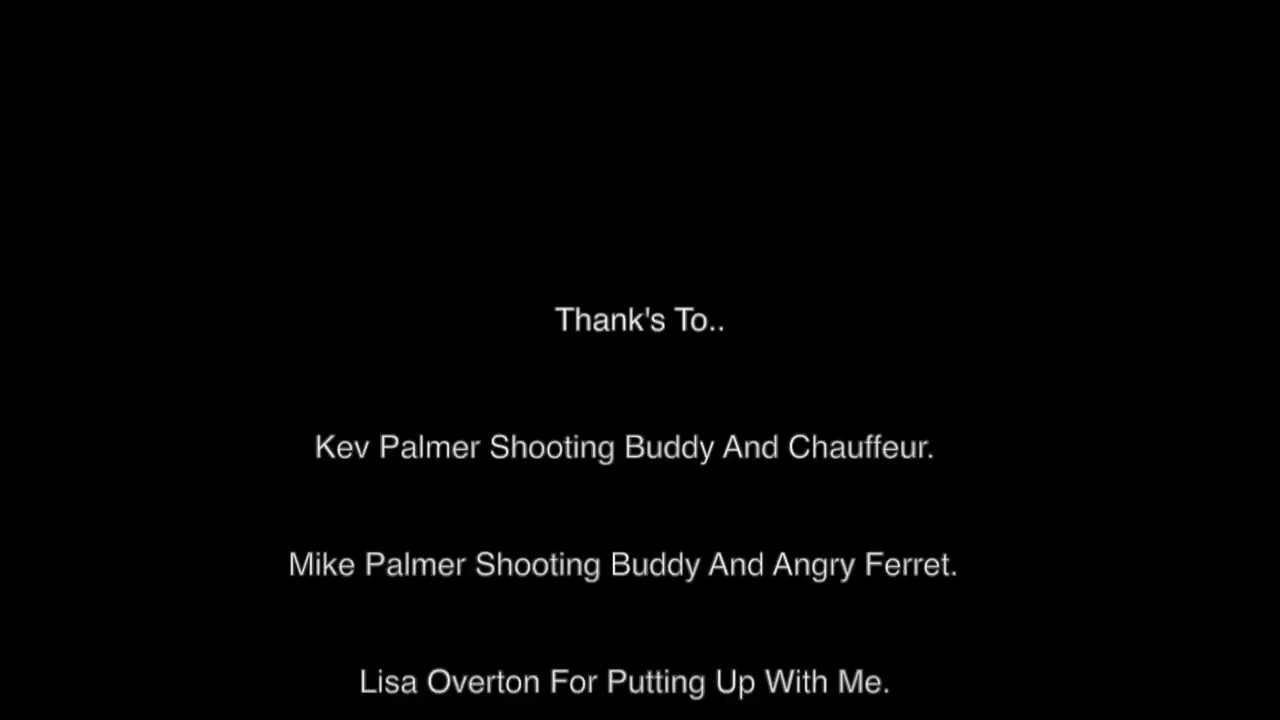 Thank's To..
Kev Palmer Shooting Buddy And Chauffeur.
Mike Palmer Shooting Buddy And Angry Ferret.
Lisa Overton For Putting Up With Me.